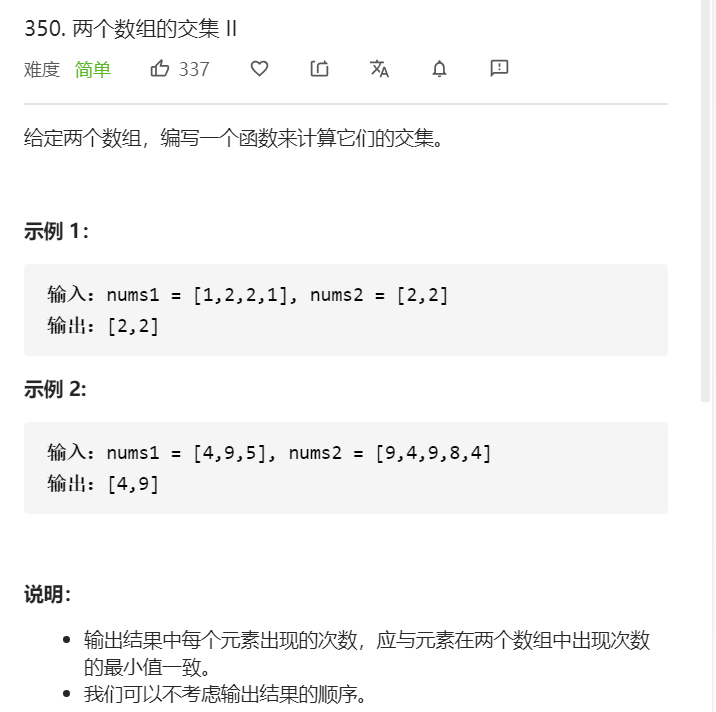 350. 两个数组的交集 II
难度 简单 337
给定两个数组，编写一个函数来计算它们的交集。
示例 1：
输入：nums1 = [1,2,2,1], nums2 = [2,2]
输出：[2,2]
示例 2:
输入：nums1 = [4,9,5], nums2 = [9,4,9,8,4]
输出：[4,9]
说明：
输出结果中每个元素出现的次数，应与元素在两个数组中出现次数
的最小值一致。
我们可以不考虑输出结果的顺序。